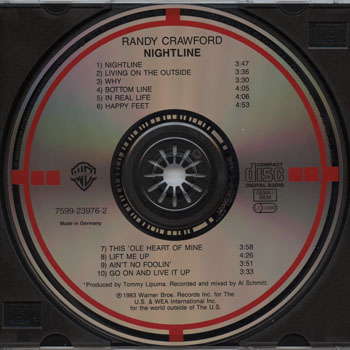 RANDY CRAWFORD
NIGHTLINE
1) NIGHTLINE 3:47
2) LIVING ON THE OUTSIDE 3:36
3) WHY 3:30
4) BOTTOM LINE 4:05
5) IN REAL LIFE 4:06
6) HAPPY FEET 4:53
COMPACT
disc
DIGITAL AUDIO
GEMA/
BIEM
7599-23976-2
Made in Germany
7) THIS 'OLE HEART OF MINE 3:58
8) LIFT ME UP 4:26
9) AIN'T NO FOOLIN' 3:51
10) GO ON AND LIVE IT UP 3:33
*Produced by Tommy Lipuma. Recorded and mixed by Al Schmitt.
℗ 1983 Warner Bros. Records Inc. for The
U.S. & WEA International Inc.
for the world outside of The U.S.